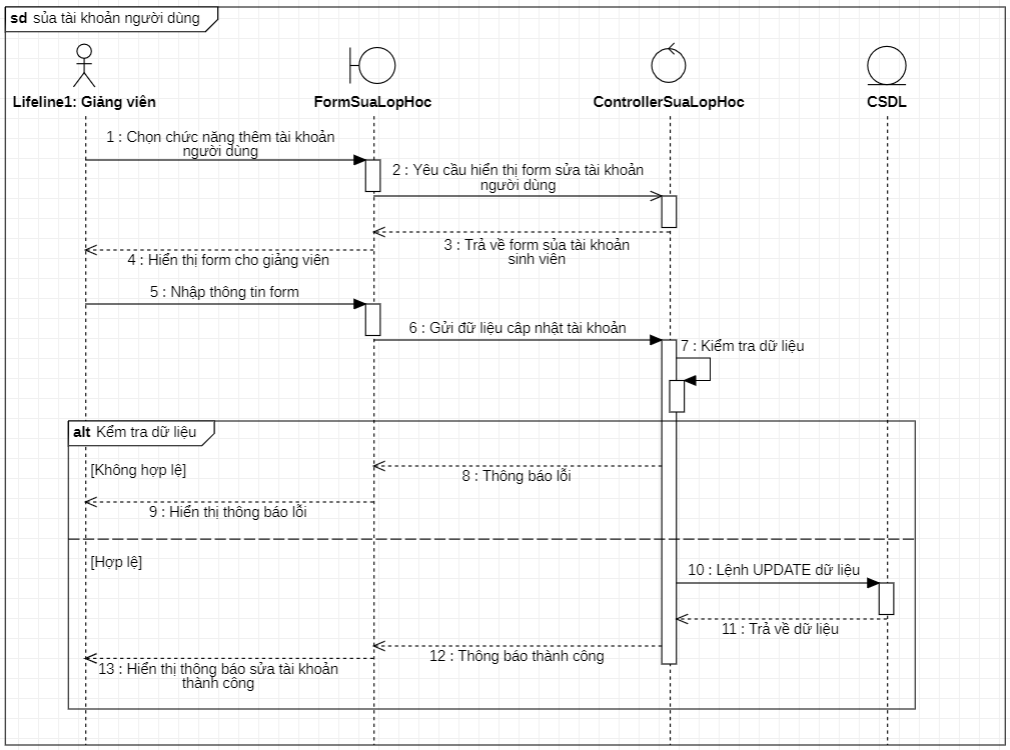 sd sủa tài khoản người dùng
Lifeline1: Giảng viên
FormSuaLopHoc
ControllerSuaLopHoc
CSDL
1 : Chọn chức năng thêm tài khoản
người dùng
2 : Yêu cầu hiển thị form sửa tài khoản
người dùng
3 : Trả về form sủa tài khoản
sinh viên
4 : Hiển thị form cho giảng viên
5 : Nhập thông tin form
6 : Gửi đữ liệu câp nhật tài khoản
7 : Kiểm tra dữ liệu
alt Kểm tra dữ liệu
[Không hợp lệ]
8 : Thông báo lỗi
9 : Hiển thị thông báo lỗi
[Hợp lệ]
10 : Lệnh UPDATE dữ liệu
11 : Trả về dữ liệu
12 : Thông báo thành công
13 : Hiển thị thông báo sửa tài khoản
thành công